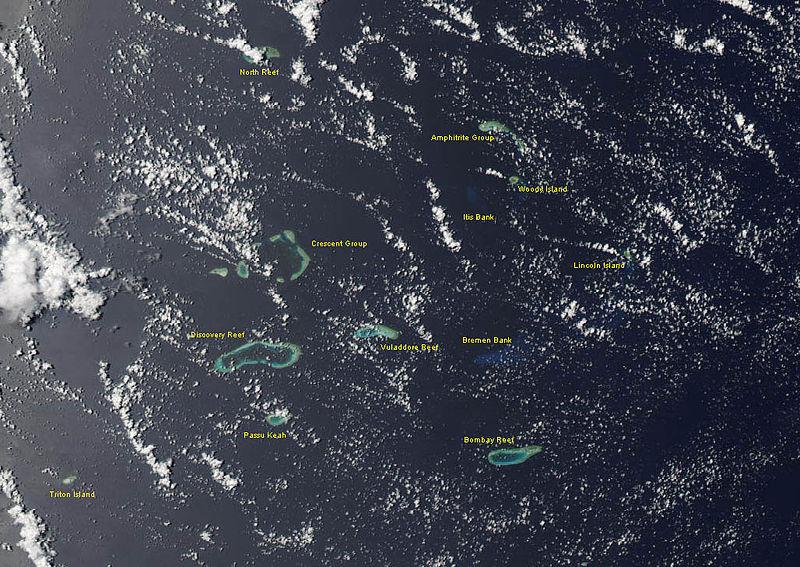 North Reef
Amphitrite Group
Woody Island
Iltis Bank
Crescent Group
Lincoln Island
Discovery Reef
Vuladdore Reef
Bremen Bank
Passu Keah
Bombay Reef
Triton Island